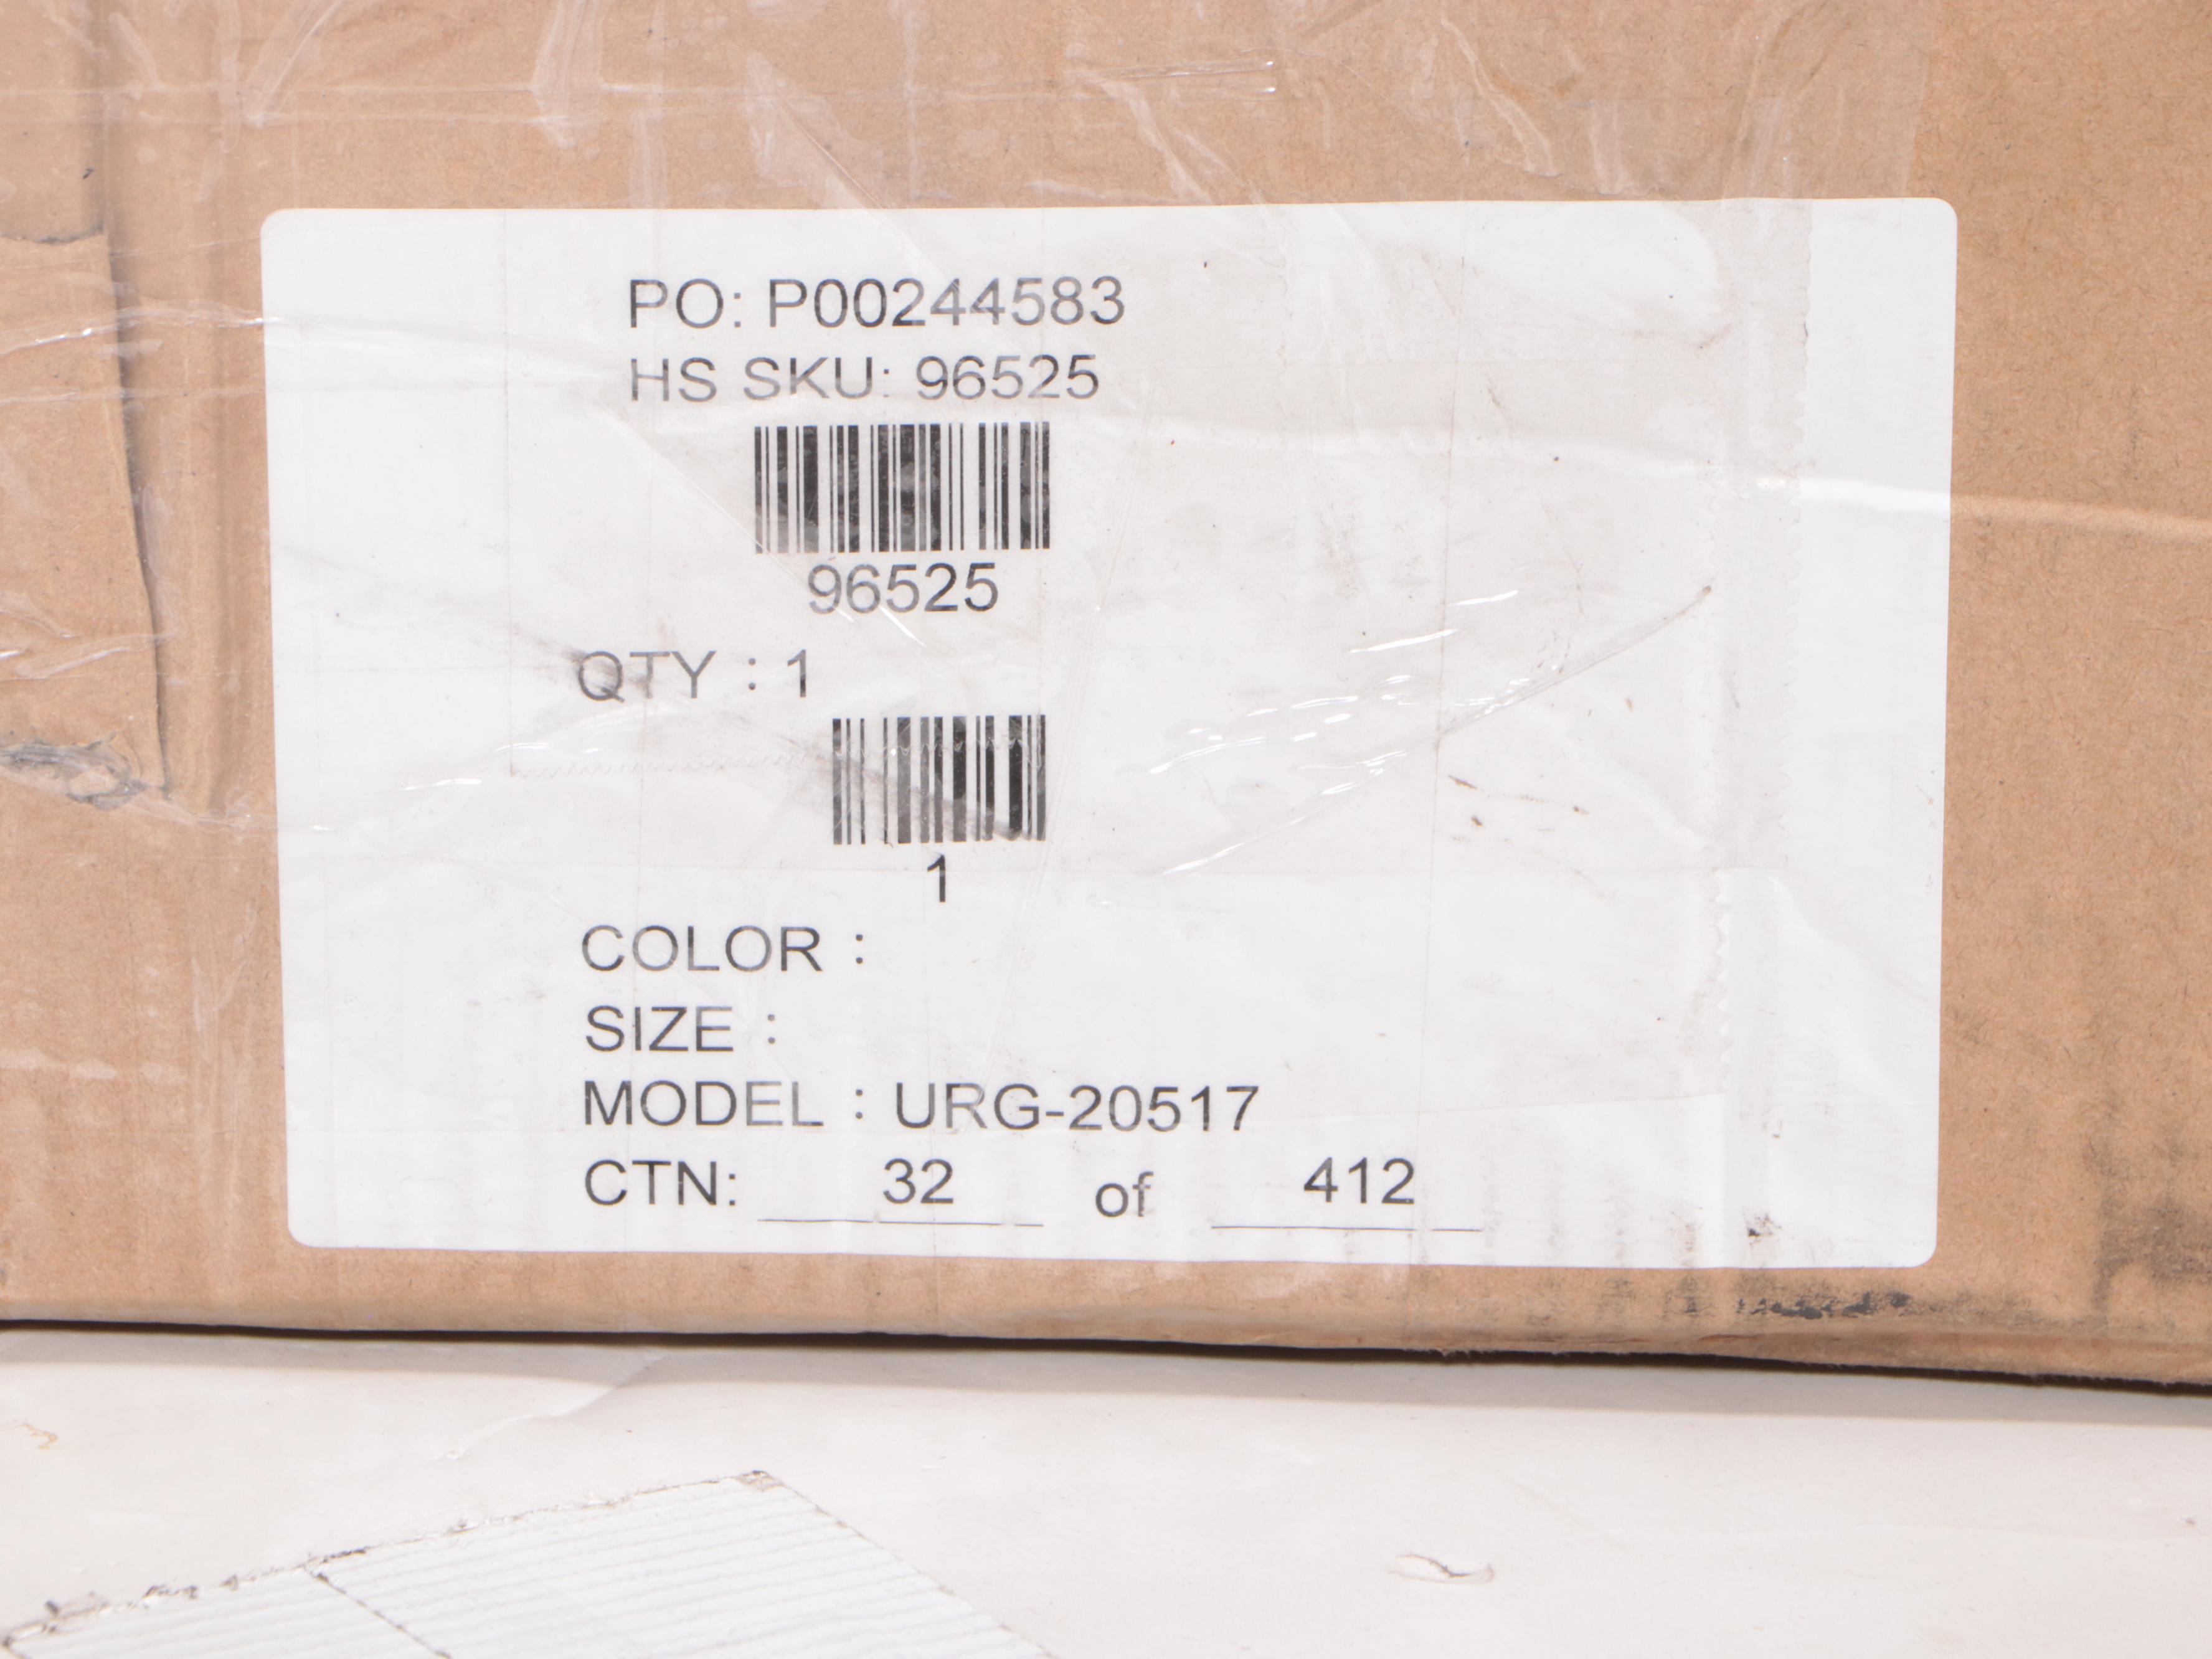 PO: P00244583
HS SKU: 96525
96525
QTY : 1
1
COLOR :
SIZE :
MODEL : URG-20517
CTN: 32 of 412